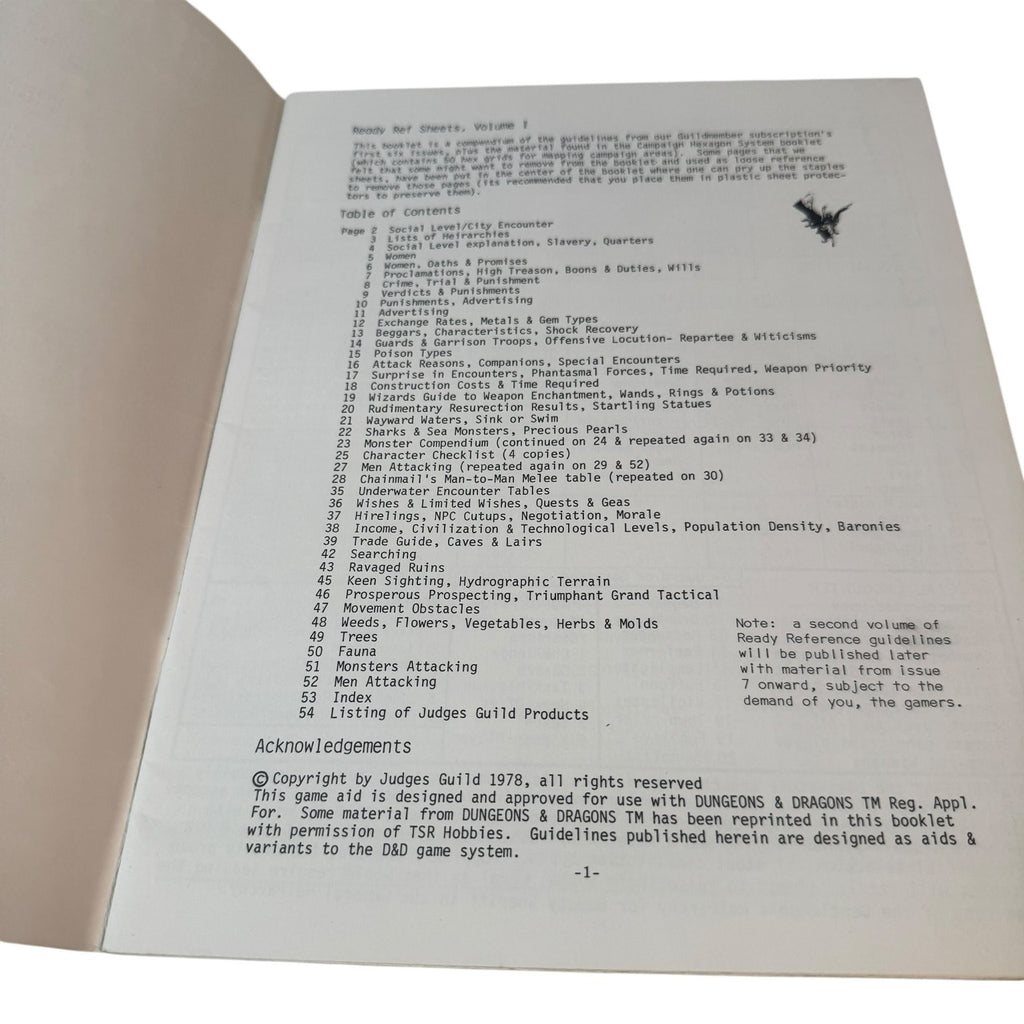 Ready Ref Sheets, Volume I
This booklet is a compendium of the guidelines from our Guildmember subscription's
first six issues, plus the material found in the Campaign Hexagon System booklet
(which contains 50 hex grids for mapping campaign areas). Some pages that we
felt that some might want to remove from the Booklet and used as loose reference
sheets, have been put in the center of the Booklet where one can pry up the staples
to remove those pages (its recommended that you place them in plastic sheet protec-
tors to preserve them).
Table of Contents
Page 2 Social Level/City Encounter
3 Lists of Heirarchies
4 Social Level explanation, Slavery, Quarters
5 Women
6 Women, Oaths & Promises
7 Proclamations, High Treason, Boons & Duties, Wills
8 Crime, Trial & Punishment
9 Verdicts & Punishments
10 Punishments, Advertising
11 Advertising
12 Exchange Rates, Metals & Gem Types
13 Beggars, Characteristics, Shock Recovery
14 Guards & Garrison Troops, Offensive Locution- Repartee & Witicisms
15 Poison Types
16 Attack Reasons, Companions, Special Encounters
17 Surprise in Encounters, Phantasmal Forces, Time Required, Weapon Priority
18 Construction Costs & Time Required
19 Wizards Guide to Weapon Enchantment, Wands, Rings & Potions
20 Rudimentary Resurection Results, Startling Statues
21 Wayward Waters, Sink or Swim
22 Sharks & Sea Monsters, Precious Pearls
23 Monster Compendium (continued on 24 & repeated again on 33 & 34)
25 Character Checklist (4 copies)
27 Men Attacking (repeated again on 29 & 52)
28 Chainmail's Man-to-Man Melee table (repeated on 30)
35 Underwater Encounter Tables
36 Wishes & Limited Wishes, Quests & Geas
37 Hirelings, NPC Cutups, Negotiation, Morale
38 Income, Civilization & Technological Levels, Population Density, Baronies
39 Trade Guide, Caves & Lairs
42 Searching
43 Ravaged Ruins
45 Keen Sighting, Hydrographic Terrain
46 Prosperous Prospecting, Triumphant Grand Tactical
47 Movement Obstacles
48 Weeds, Flowers, Vegetables, Herbs & Molds
49 Trees
50 Fauna
51 Monsters Attacking
52 Men Attacking
53 Index
54 Listing of Judges Guild Products
Note: a second volume of
Ready Reference guidelines
will be published later
with material from issue
7 onward, subject to the
demand of you, the gamers.
Acknowledgements
© Copyright by Judges Guild 1978, all rights reserved
This game aid is designed and approved for use with DUNGEONS & DRAGONS TM Reg. Appl.
For. Some material from DUNGEONS & DRAGONS TM has been reprinted in this booklet
with permission of TSR Hobbies. Guidelines published herein are designed as aids &
variants to the D&D game system.
-1-